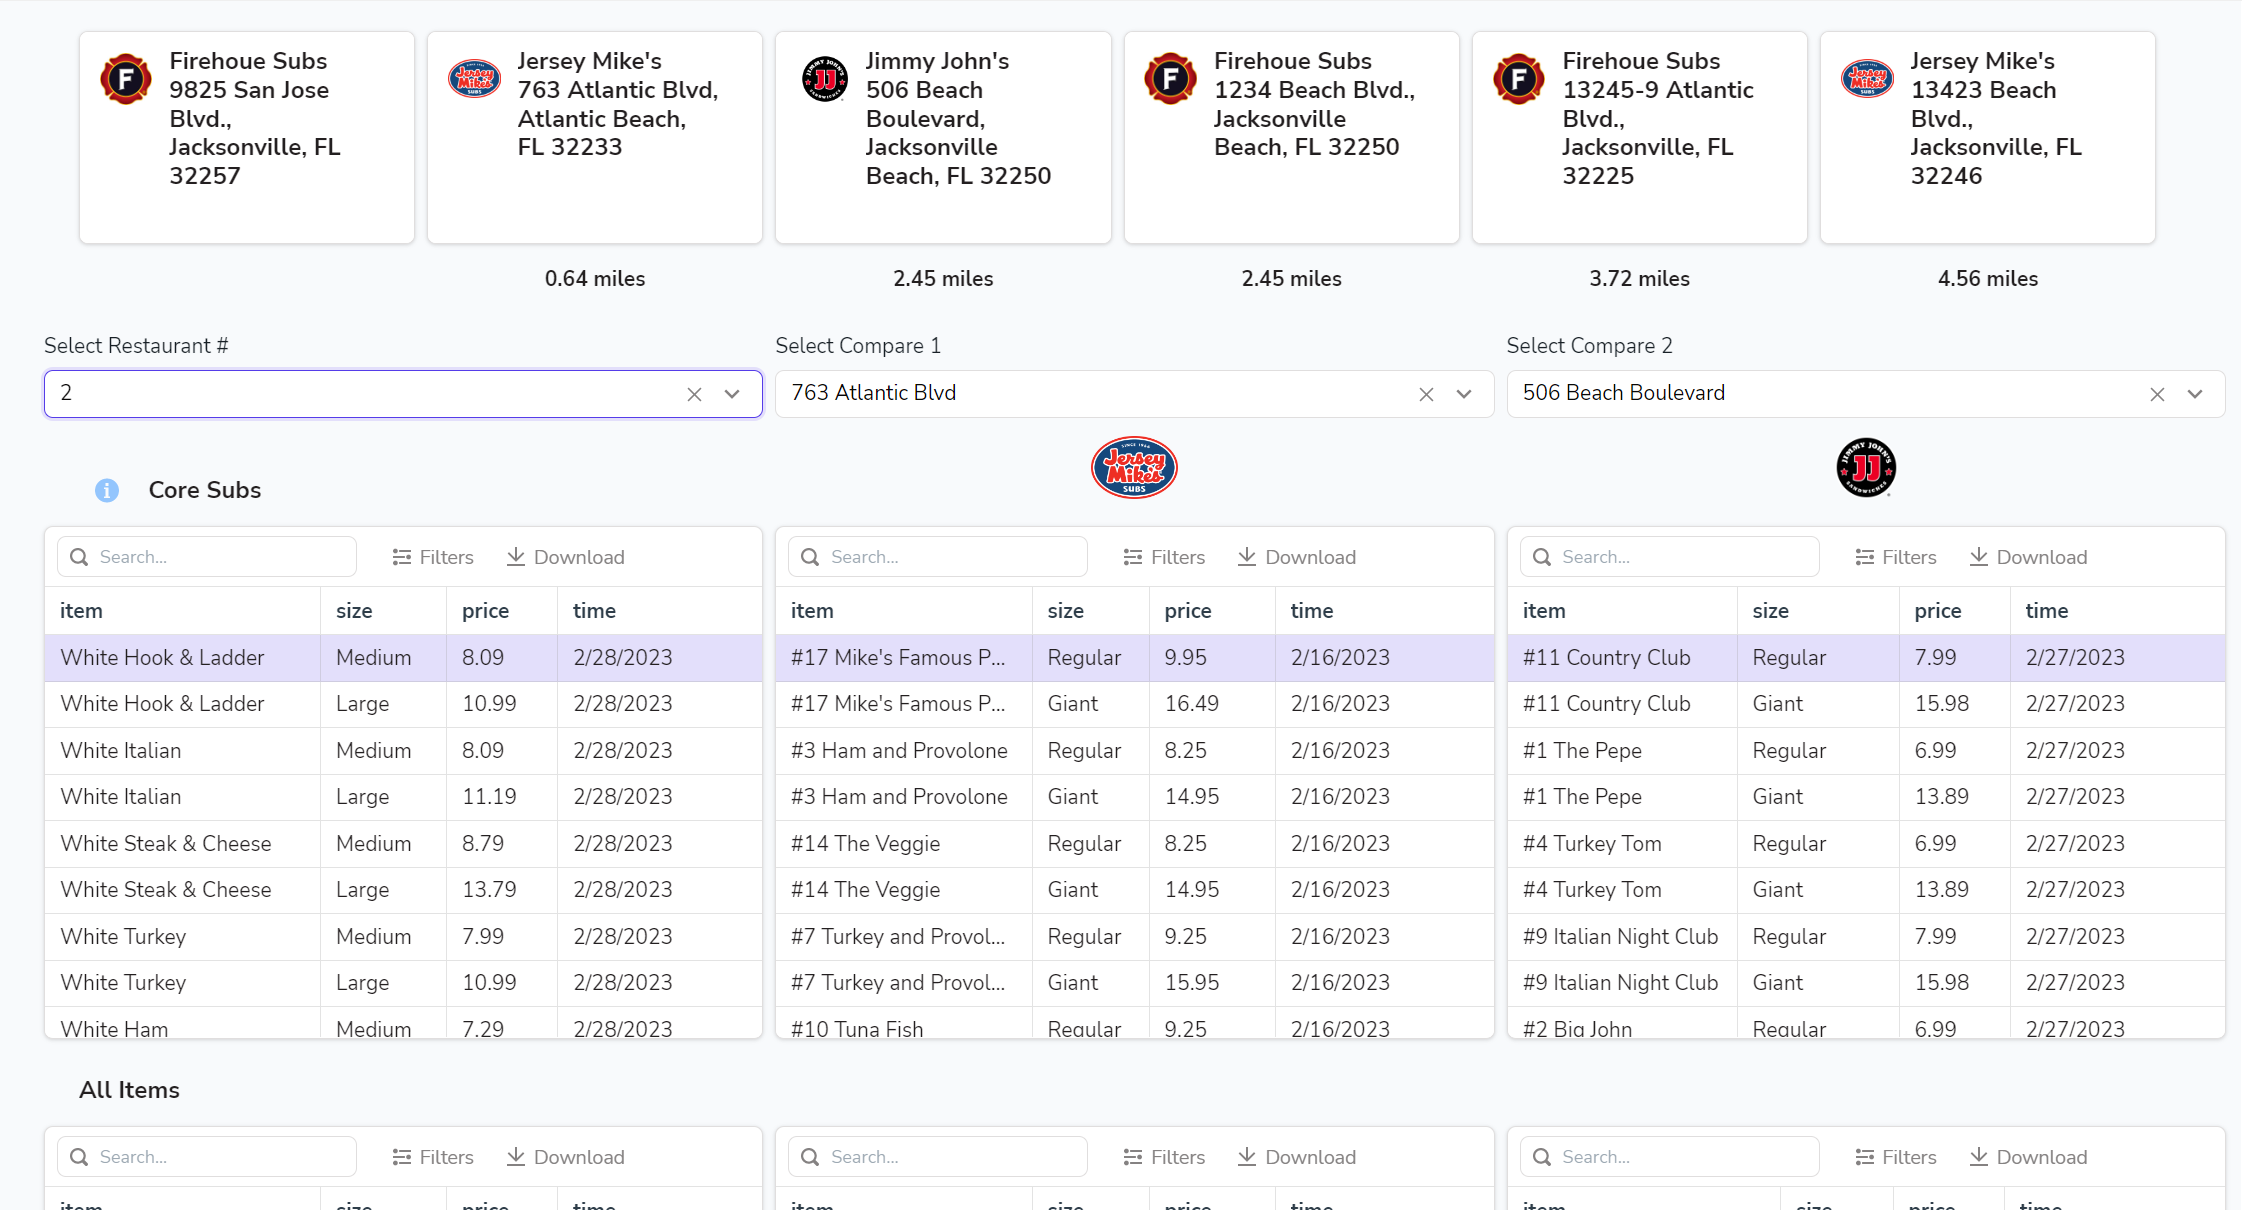 Firehoue Subs
9825 San Jose
Blvd.,
Jacksonville, FL
32257
Jersey Mike's
763 Atlantic Blvd,
Atlantic Beach,
FL 32233
Jimmy John's
506 Beach
Boulevard,
Jacksonville
Beach, FL 32250
Firehoue Subs
1234 Beach Blvd.,
Jacksonville
Beach, FL 32250
Firehoue Subs
13245-9 Atlantic
Blvd.,
Jacksonville, FL
32225
Jersey Mike's
13423 Beach
Blvd.,
Jacksonville, FL
32246
0.64 miles
2.45 miles
2.45 miles
3.72 miles
4.56 miles
Select Restaurant #
2
Select Compare 1
763 Atlantic Blvd
Select Compare 2
506 Beach Boulevard
Core Subs
SINCE 1956
Jersey
Mike's
SUBS
JIMMY JOHN'S
JJ
SANDWICHES
Search... Filters Download
item size price time
White Hook & Ladder Medium 8.09 2/28/2023
White Hook & Ladder Large 10.99 2/28/2023
White Italian Medium 8.09 2/28/2023
White Italian Large 11.19 2/28/2023
White Steak & Cheese Medium 8.79 2/28/2023
White Steak & Cheese Large 13.79 2/28/2023
White Turkey Medium 7.99 2/28/2023
White Turkey Large 10.99 2/28/2023
White Ham Medium 7.29 2/28/2023
Search... Filters Download
item size price time
#17 Mike's Famous P... Regular 9.95 2/16/2023
#17 Mike's Famous P... Giant 16.49 2/16/2023
#3 Ham and Provolone Regular 8.25 2/16/2023
#3 Ham and Provolone Giant 14.95 2/16/2023
#14 The Veggie Regular 8.25 2/16/2023
#14 The Veggie Giant 14.95 2/16/2023
#7 Turkey and Provol... Regular 9.25 2/16/2023
#7 Turkey and Provol... Giant 15.95 2/16/2023
#10 Tuna Fish Regular 9.25 2/16/2023
Search... Filters Download
item size price time
#11 Country Club Regular 7.99 2/27/2023
#11 Country Club Giant 15.98 2/27/2023
#1 The Pepe Regular 6.99 2/27/2023
#1 The Pepe Giant 13.89 2/27/2023
#4 Turkey Tom Regular 6.99 2/27/2023
#4 Turkey Tom Giant 13.89 2/27/2023
#9 Italian Night Club Regular 7.99 2/27/2023
#9 Italian Night Club Giant 15.98 2/27/2023
#2 Big John Regular 6.99 2/27/2023
All Items
Search... Filters Download
item size price time
Search... Filters Download
item size price time
Search... Filters Download
item size price time